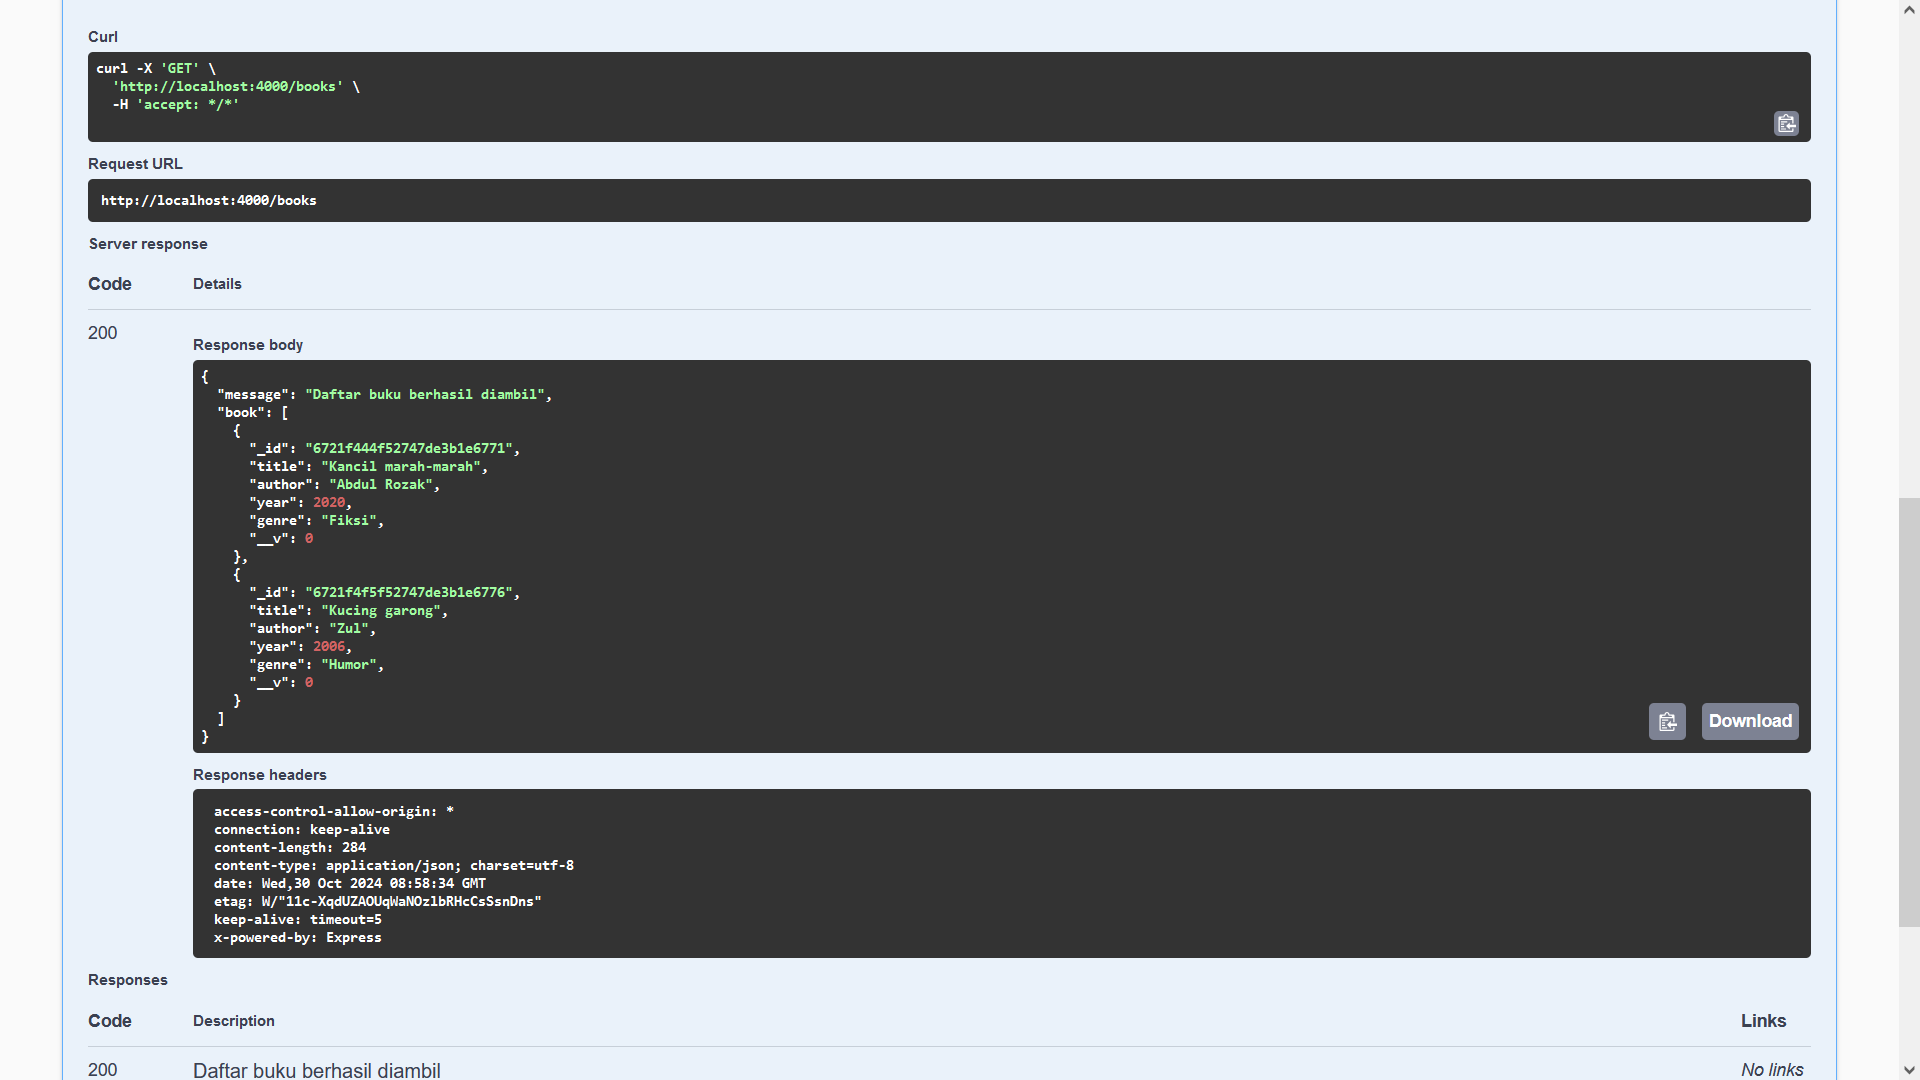 Curl
curl -X 'GET' \
  'http://localhost:4000/books' \
  -H 'accept: */*'
Request URL
http://localhost:4000/books
Server response
Code Details
200
Response body
{
  "message": "Daftar buku berhasil diambil",
  "book": [
    {
      "_id": "6721f444f52747de3b1e6771",
      "title": "Kancil marah-marah",
      "author": "Abdul Rozak",
      "year": 2020,
      "genre": "Fiksi",
      "__v": 0
    },
    {
      "_id": "6721f4f5f52747de3b1e6776",
      "title": "Kucing garong",
      "author": "Zul",
      "year": 2006,
      "genre": "Humor",
      "__v": 0
    }
  ]
}
Download
Response headers
access-control-allow-origin: *
connection: keep-alive
content-length: 284
content-type: application/json; charset=utf-8
date: Wed,30 Oct 2024 08:58:34 GMT
etag: W/"11c-XqdUZAOUqWaNOzlbRHcCsSsnDns"
keep-alive: timeout=5
x-powered-by: Express
Responses
Code Description Links
200 Daftar buku berhasil diambil No links